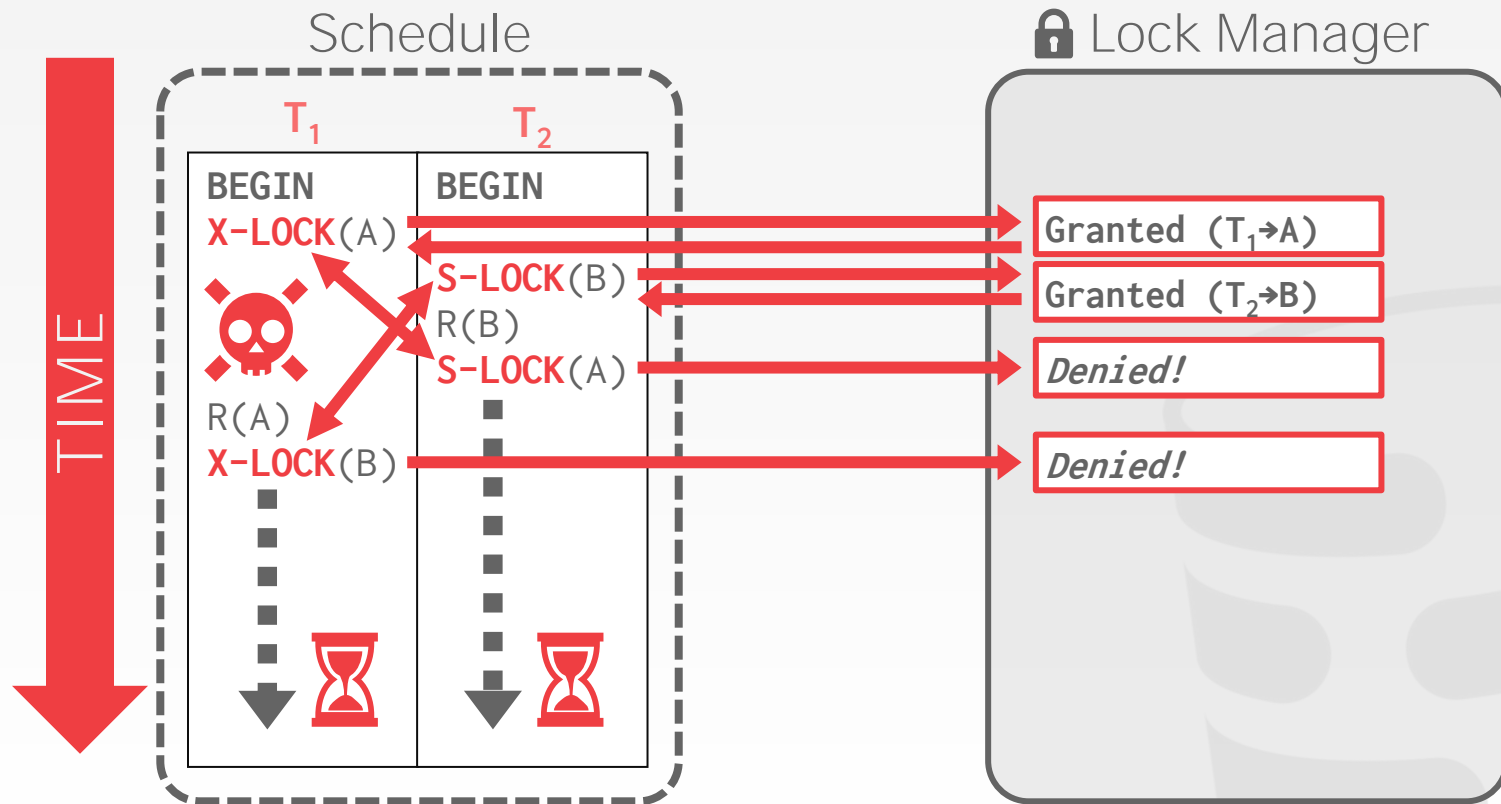 Schedule
Lock Manager
TIME
T₁
T₂
BEGIN
X-LOCK(A)
R(A)
X-LOCK(B)
BEGIN
S-LOCK(B)
R(B)
S-LOCK(A)
Granted (T₁→A)
Granted (T₂→B)
Denied!
Denied!